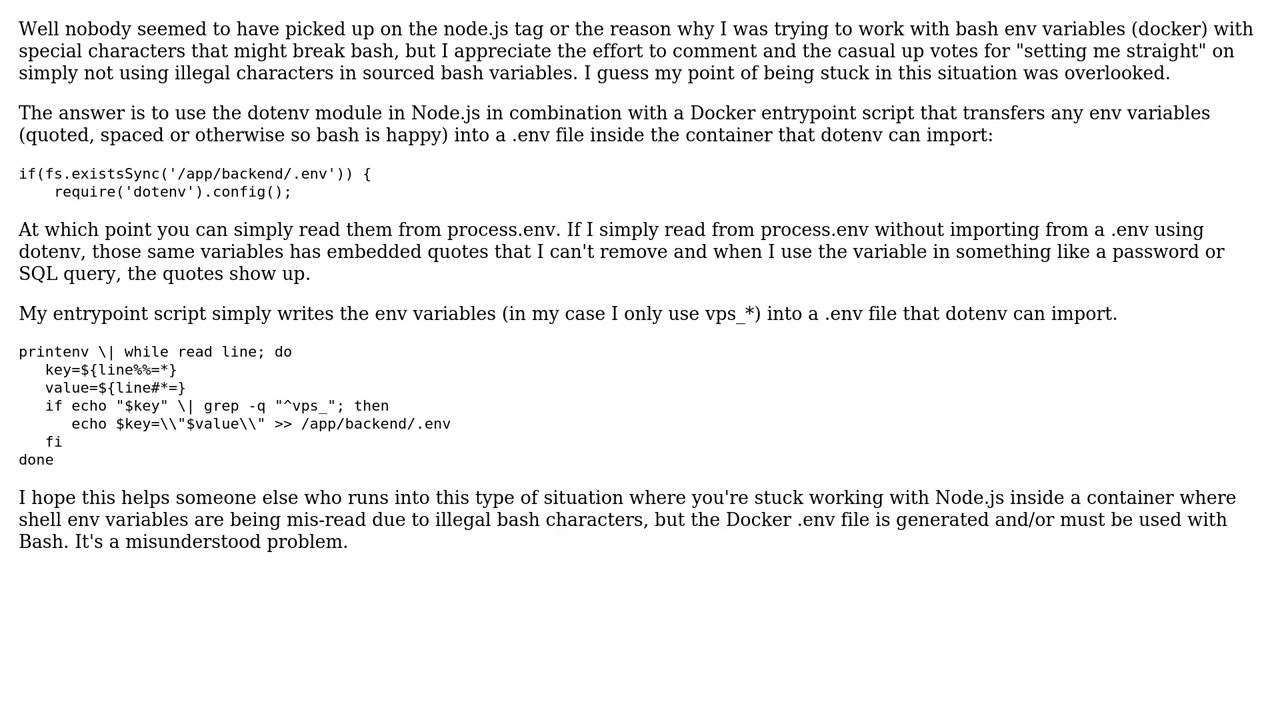 Well nobody seemed to have picked up on the node.js tag or the reason why I was trying to work with bash env variables (docker) with
special characters that might break bash, but I appreciate the effort to comment and the casual up votes for "setting me straight" on
simply not using illegal characters in sourced bash variables. I guess my point of being stuck in this situation was overlooked.
The answer is to use the dotenv module in Node.js in combination with a Docker entrypoint script that transfers any env variables
(quoted, spaced or otherwise so bash is happy) into a .env file inside the container that dotenv can import:
if(fs.existsSync('/app/backend/.env')) {
    require('dotenv').config();
At which point you can simply read them from process.env. If I simply read from process.env without importing from a .env using
dotenv, those same variables has embedded quotes that I can't remove and when I use the variable in something like a password or
SQL query, the quotes show up.
My entrypoint script simply writes the env variables (in my case I only use vps_*) into a .env file that dotenv can import.
printenv \| while read line; do
   key=${line%%=*}
   value=${line#*=}
   if echo "$key" \| grep -q "^vps_"; then
      echo $key=\\"$value\\" >> /app/backend/.env
   fi
done
I hope this helps someone else who runs into this type of situation where you're stuck working with Node.js inside a container where
shell env variables are being mis-read due to illegal bash characters, but the Docker .env file is generated and/or must be used with
Bash. It's a misunderstood problem.